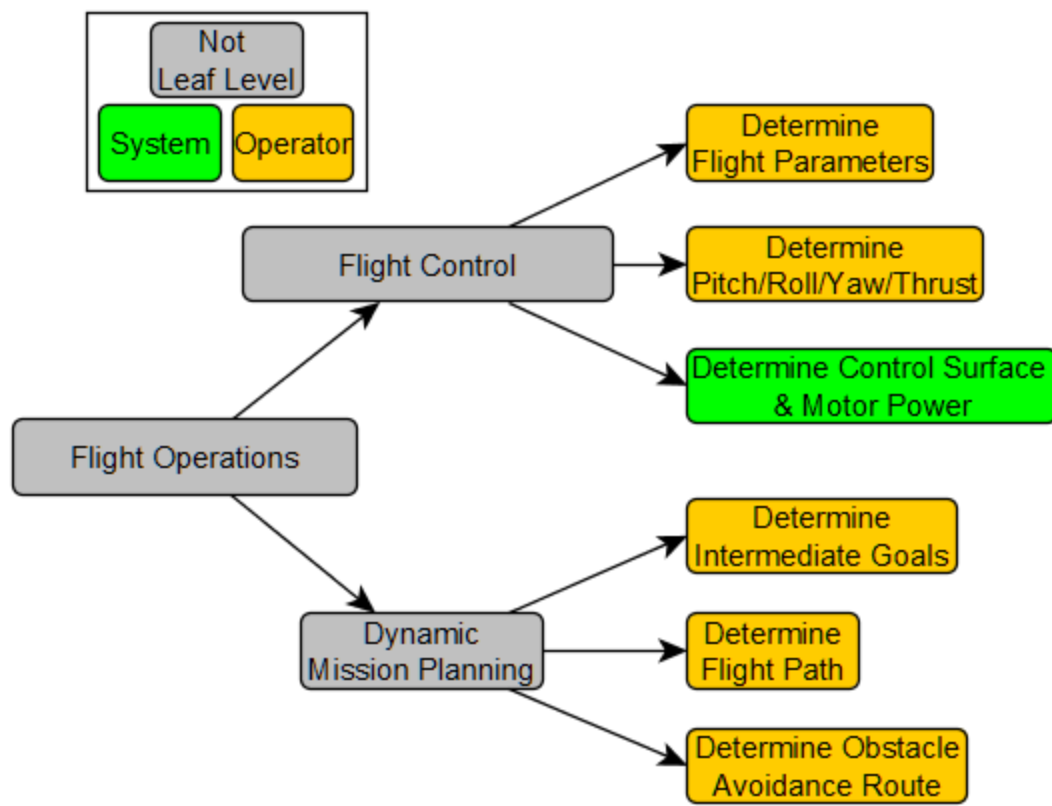 Not
Leaf Level
System
Operator
Determine
Flight Parameters
Flight Control
Determine
Pitch/Roll/Yaw/Thrust
Determine Control Surface
& Motor Power
Flight Operations
Determine
Intermediate Goals
Dynamic
Mission Planning
Determine
Flight Path
Determine Obstacle
Avoidance Route